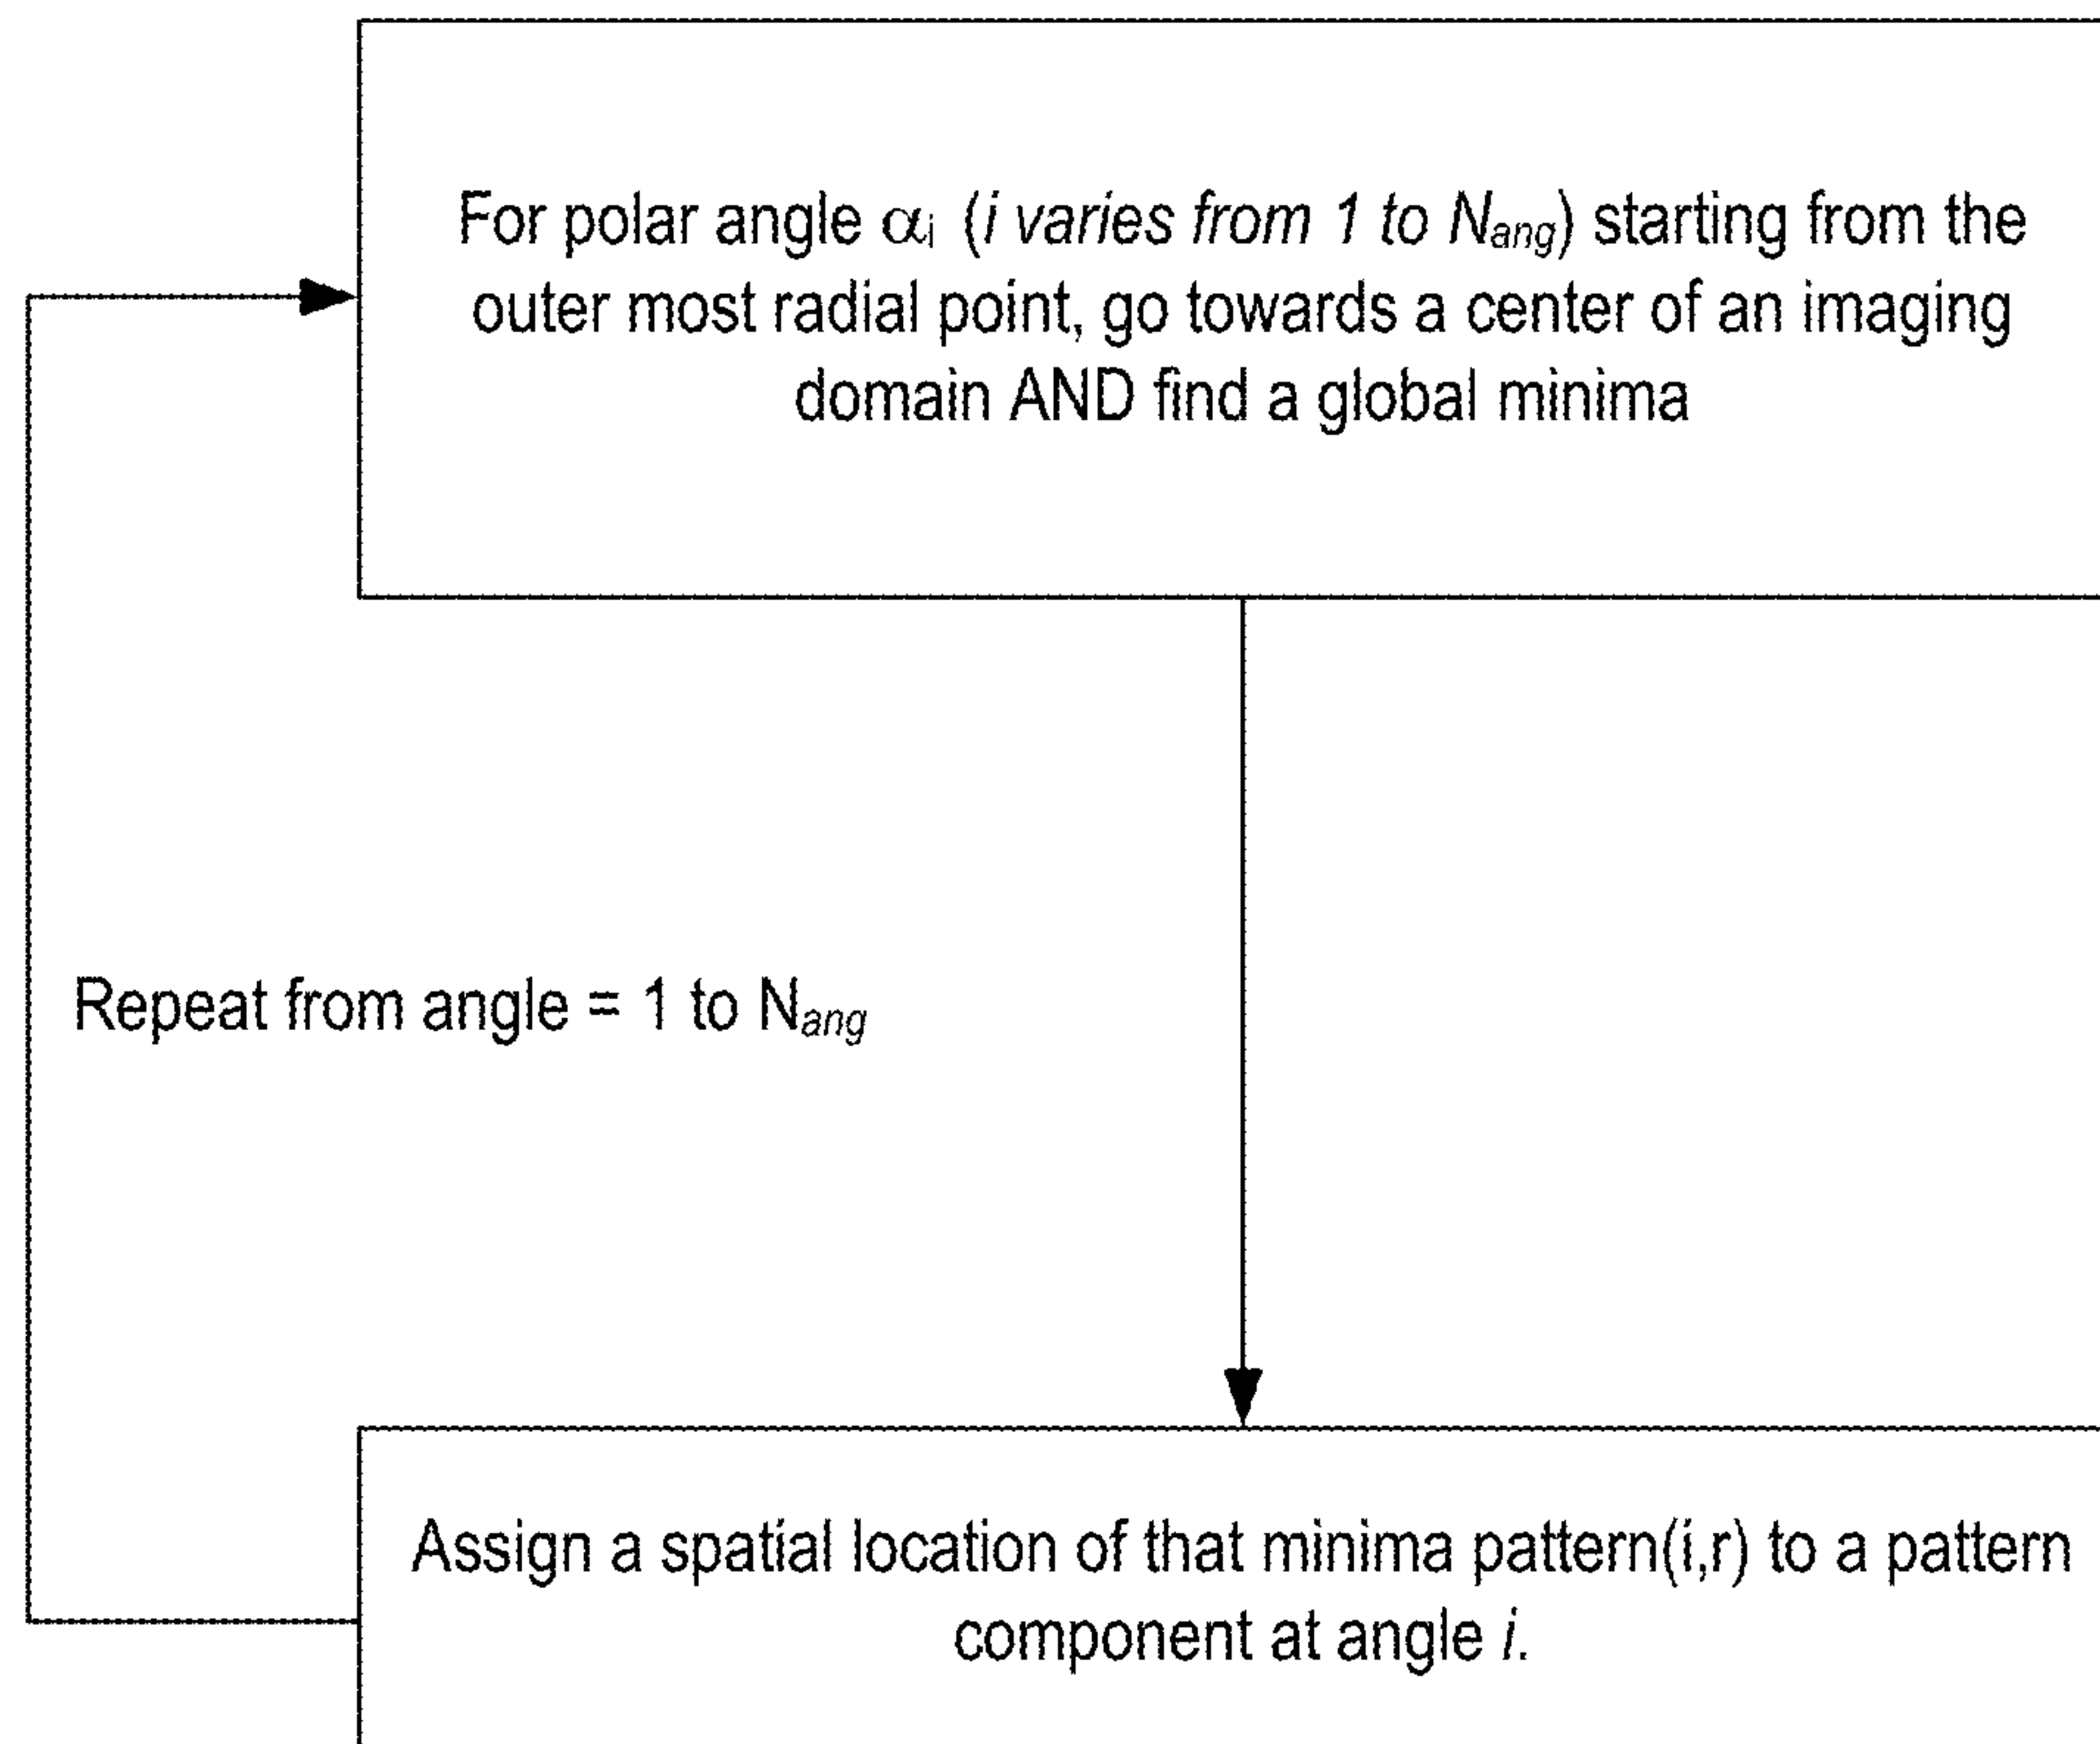 For polar angle αi (i varies from 1 to Nang) starting from the
outer most radial point, go towards a center of an imaging
domain AND find a global minima
Repeat from angle = 1 to Nang
Assign a spatial location of that minima pattern(i,r) to a pattern
component at angle i.